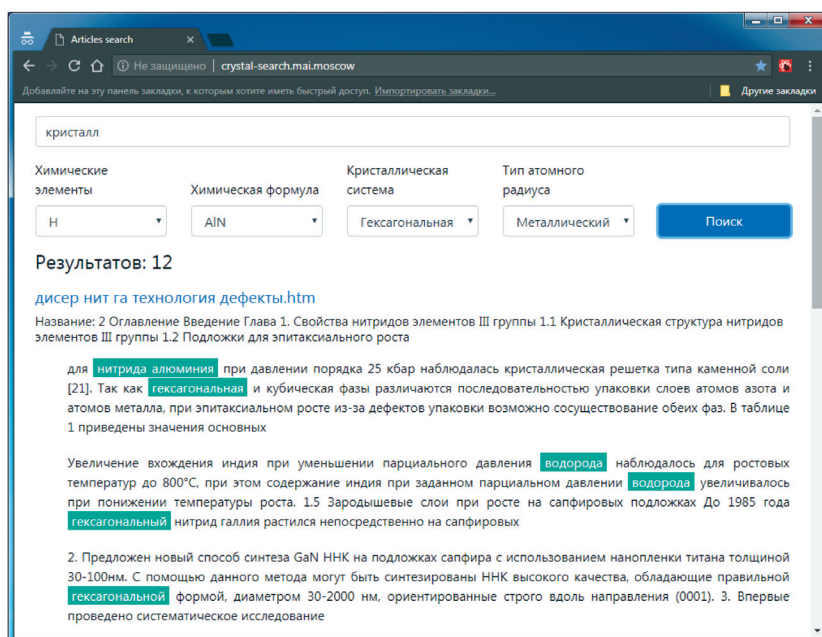 Articles search
Не защищено | crystal-search.mai.moscow
Добавляйте на эту панель закладки, к которым хотите иметь быстрый доступ. Импортировать закладки...
Другие закладки
кристалл
Химические элементы
Химическая формула
Кристаллическая система
Тип атомного радиуса
H
AlN
Гексагональная
Металлический
Поиск
Результатов: 12
дисер нит га технология дефекты.htm
Название: 2 Оглавление Введение Глава 1. Свойства нитридов элементов III группы 1.1 Кристаллическая структура нитридов
элементов III группы 1.2 Подложки для эпитаксиального роста
для нитрида алюминия при давлении порядка 25 кбар наблюдалась кристаллическая решетка типа каменной соли
[21]. Так как гексагональная и кубическая фазы различаются последовательностью упаковки слоев атомов азота и
атомов металла, при эпитаксиальном росте из-за дефектов упаковки возможно сосуществование обеих фаз. В таблице
1 приведены значения основных
Увеличение вхождения индия при уменьшении парциального давления водорода наблюдалось для ростовых
температур до 800°C, при этом содержание индия при заданном парциальном давлении водорода увеличивалось
при понижении температуры роста. 1.5 Зародышевые слои при росте на сапфировых подложках До 1985 года
гексагональный нитрид галлия растился непосредственно на сапфировых
2. Предложен новый способ синтеза GaN ННК на подложках сапфира с использованием нанопленки титана толщиной
30-100нм. С помощью данного метода могут быть синтезированы ННК высокого качества, обладающие правильной
гексагональной формой, диаметром 30-2000 нм, ориентированные строго вдоль направления (0001). 3. Впервые
проведено систематическое исследование